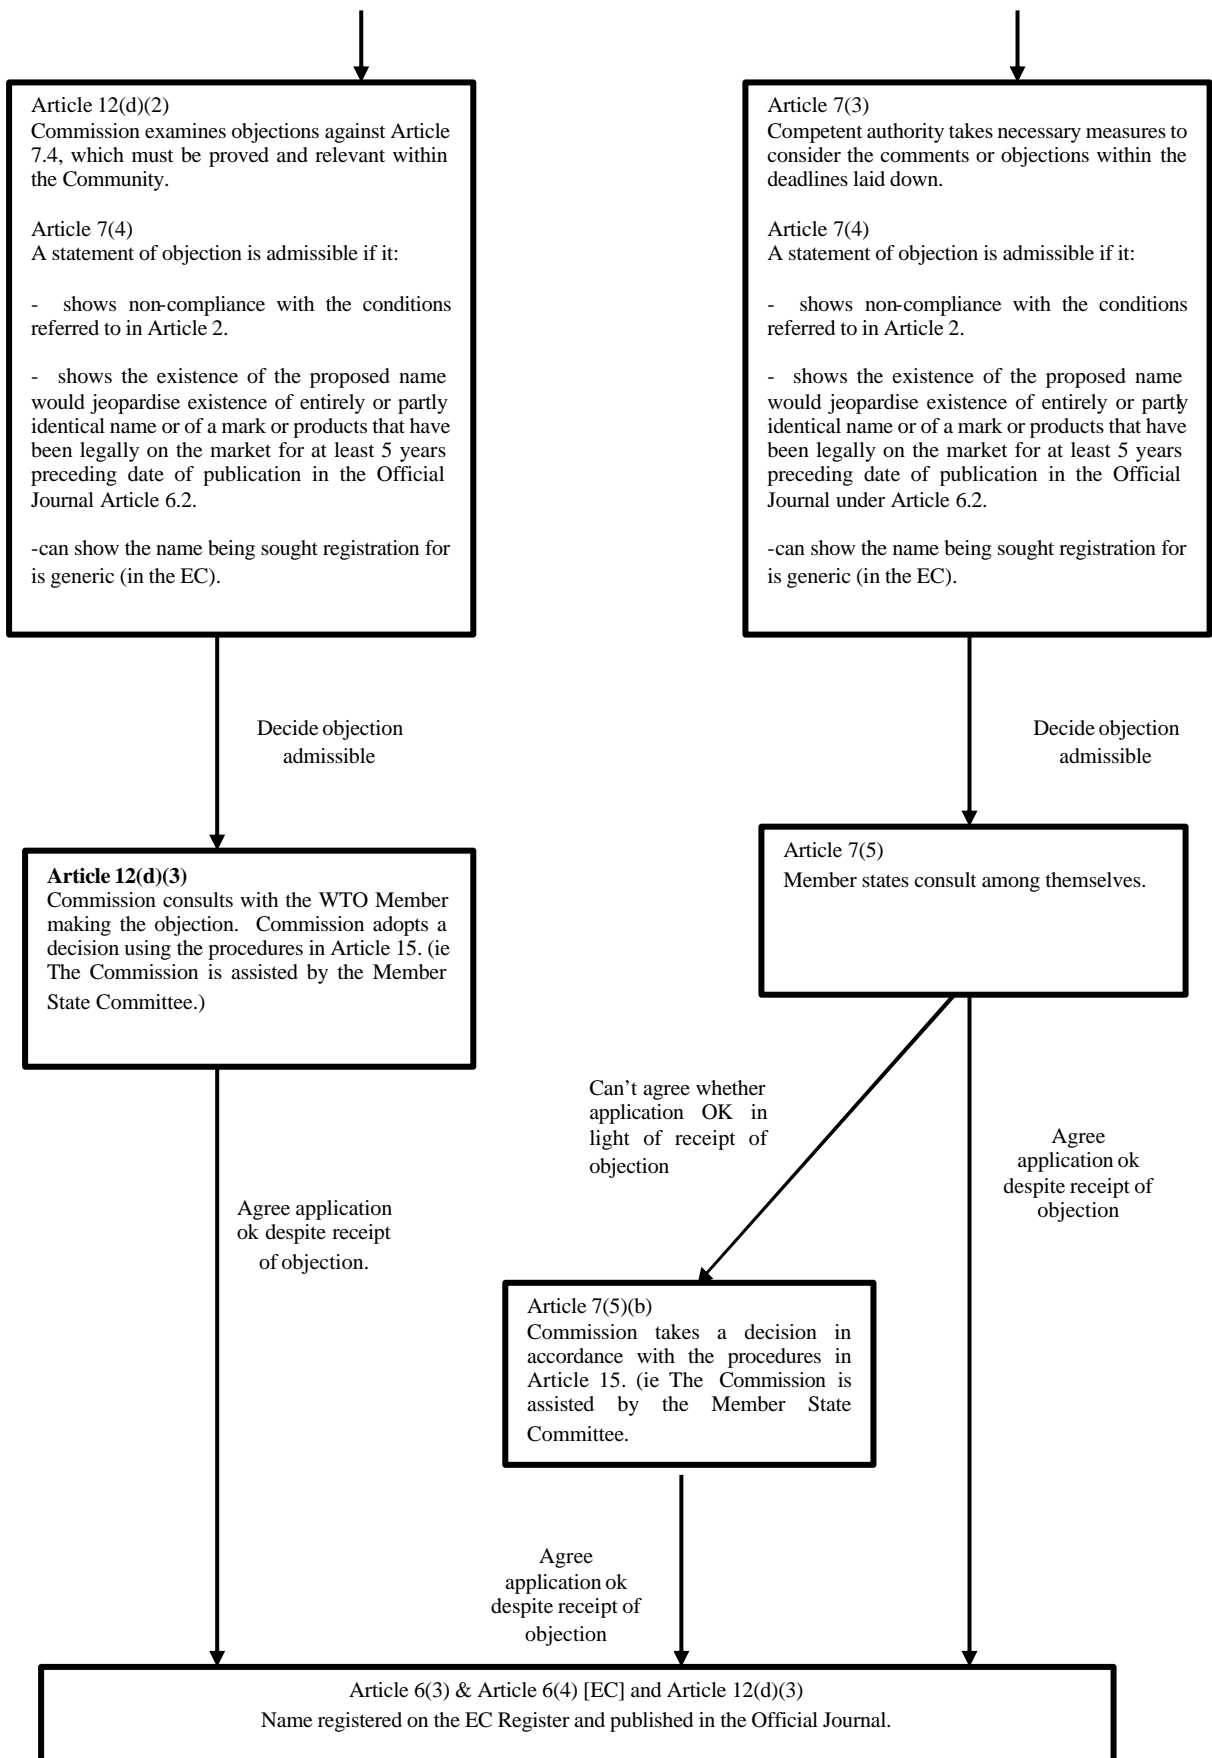 Article 12(d)(2)
Commission examines objections against Article
7.4, which must be proved and relevant within
the Community.
Article 7(4)
A statement of objection is admissible if it:
- shows non-compliance with the conditions
referred to in Article 2.
- shows the existence of the proposed name
would jeopardise existence of entirely or partly
identical name or of a mark or products that have
been legally on the market for at least 5 years
preceding date of publication in the Official
Journal Article 6.2.
-can show the name being sought registration for
is generic (in the EC).
Article 7(3)
Competent authority takes necessary measures to
consider the comments or objections within the
deadlines laid down.
Article 7(4)
A statement of objection is admissible if it:
- shows non-compliance with the conditions
referred to in Article 2.
- shows the existence of the proposed name
would jeopardise existence of entirely or partly
identical name or of a mark or products that have
been legally on the market for at least 5 years
preceding date of publication in the Official
Journal under Article 6.2.
-can show the name being sought registration for
is generic (in the EC).
Decide objection
admissible
Decide objection
admissible
Article 12(d)(3)
Commission consults with the WTO Member
making the objection. Commission adopts a
decision using the procedures in Article 15. (ie
The Commission is assisted by the Member
State Committee.)
Article 7(5)
Member states consult among themselves.
Can't agree whether
application OK in
light of receipt of
objection
Agree
application ok
despite receipt of
objection
Agree application
ok despite receipt
of objection.
Article 7(5)(b)
Commission takes a decision in
accordance with the procedures in
Article 15. (ie The Commission is
assisted by the Member State
Committee.
Agree
application ok
despite receipt of
objection
Article 6(3) & Article 6(4) [EC] and Article 12(d)(3)
Name registered on the EC Register and published in the Official Journal.